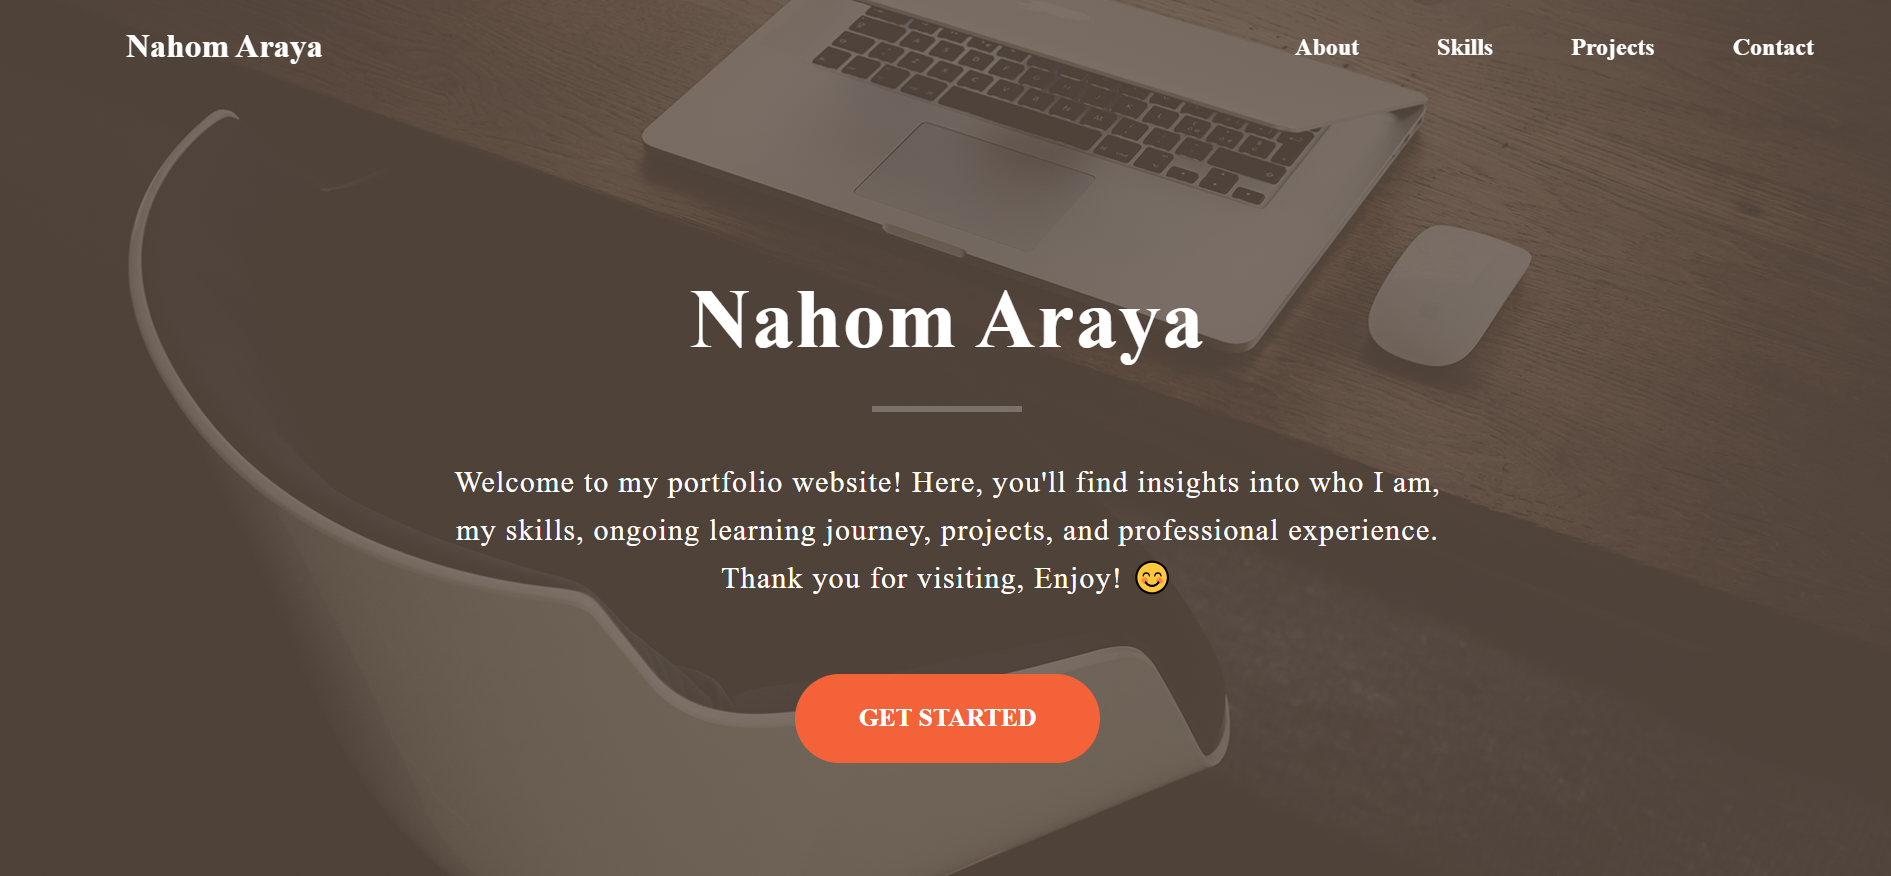 Nahom Araya
About Skills Projects Contact
Nahom Araya
Welcome to my portfolio website! Here, you'll find insights into who I am,
my skills, ongoing learning journey, projects, and professional experience.
Thank you for visiting, Enjoy! 😊
GET STARTED